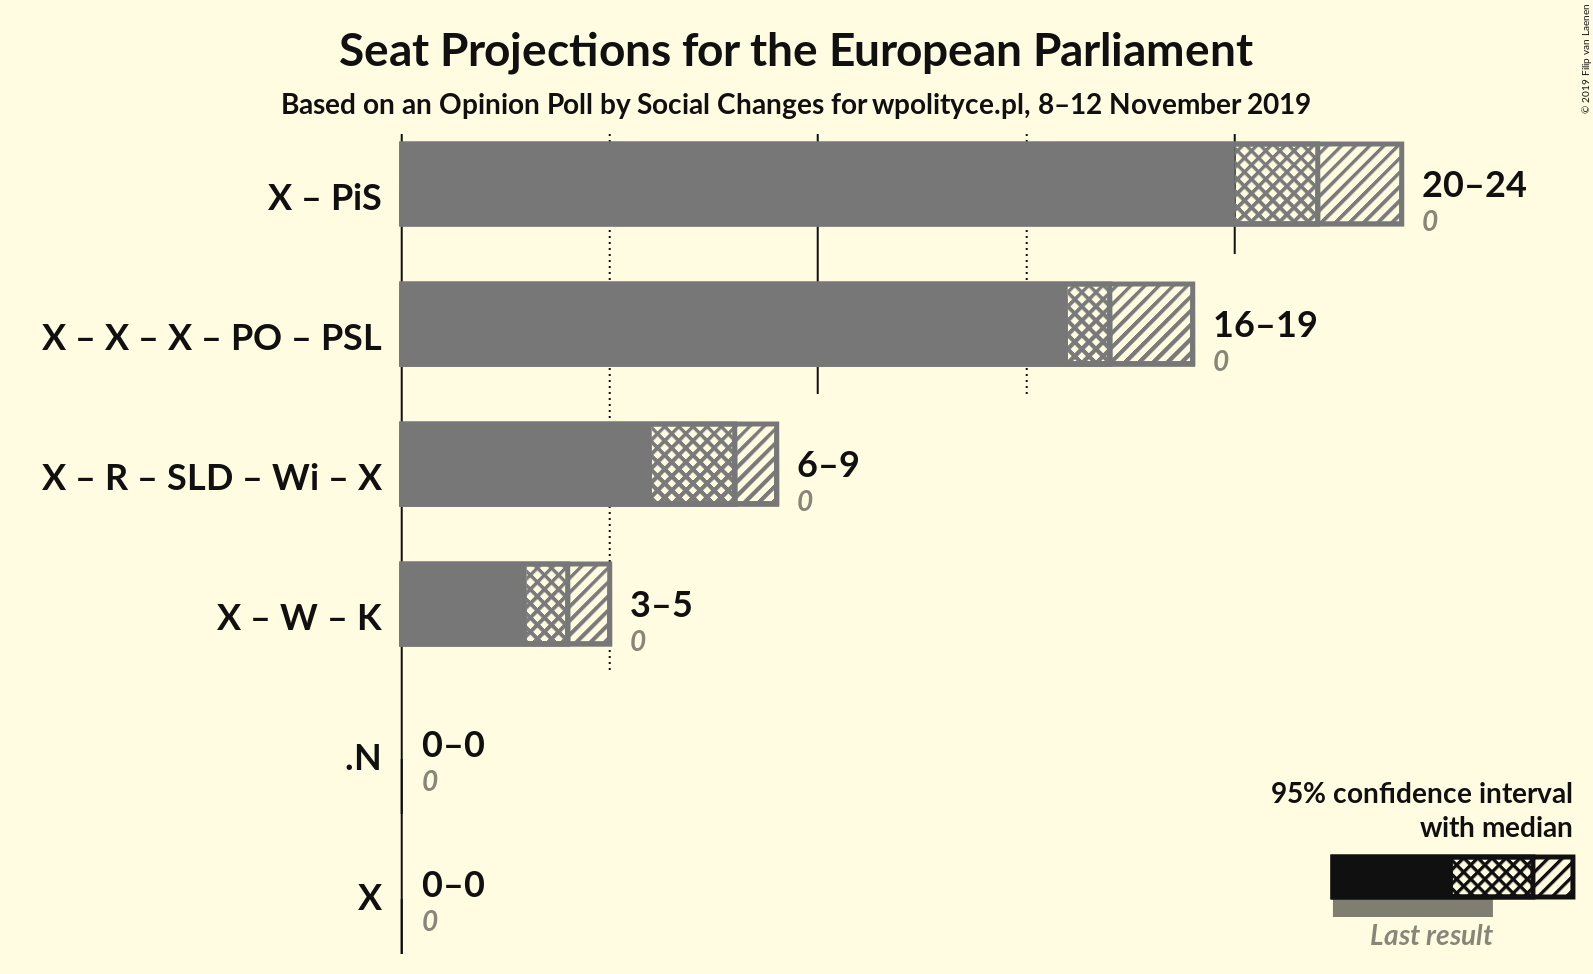 Seat Projections for the European Parliament
Based on an Opinion Poll by Social Changes for wpolityce.pl, 8–12 November 2019
© 2019 Filip van Laenen
X – PiS
20–24
0
X – X – X – PO – PSL
16–19
0
X – R – SLD – Wi – X
6–9
0
X – W – K
3–5
0
.N
0–0
0
X
0–0
0
95% confidence interval
with median
Last result